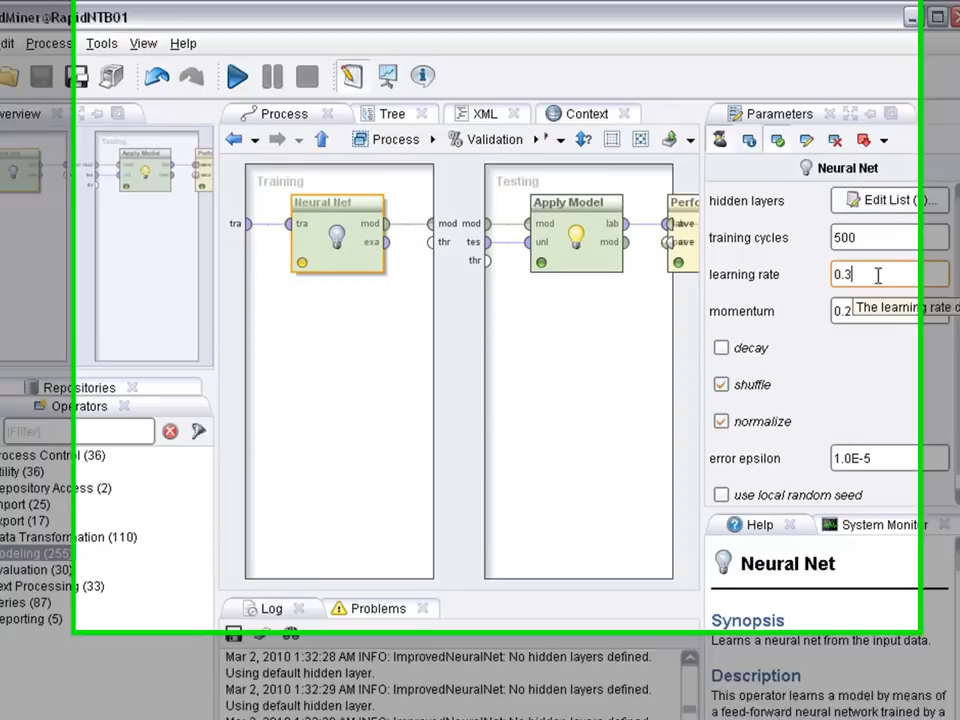 dMiner@RapidNTB01
dit Process Tools View Help
verview
Process Tree XML Context
Parameters
Process Validation
Testing
Apply Model
Training
Neural Net
tra tra mod mod
exa thr
Testing
Apply Model
mod mod lab
tes unl mod
thr
Perfo
ave
Neural Net
hidden layers Edit List (
training cycles 500
learning rate 0.3
The learning rate d
momentum 0.2
decay
shuffle
normalize
error epsilon 1.0E-5
use local random seed
Repositories
Operators
[Filter]
rocess Control (36)
tility (36)
epository Access (2)
mport (25)
xport (17)
ata Transformation (110)
odeling (255)
valuation (30)
ext Processing (33)
eries (87)
eporting (5)
Log Problems
Mar 2, 2010 1:32:28 AM INFO: ImprovedNeuralNet: No hidden layers defined.
Using default hidden layer.
Mar 2, 2010 1:32:29 AM INFO: ImprovedNeuralNet: No hidden layers defined.
Using default hidden layer.
Help System Monitor
Neural Net
Synopsis
Learns a neural net from the input data.
Description
This operator learns a model by means of
a feed-forward neural network trained by a